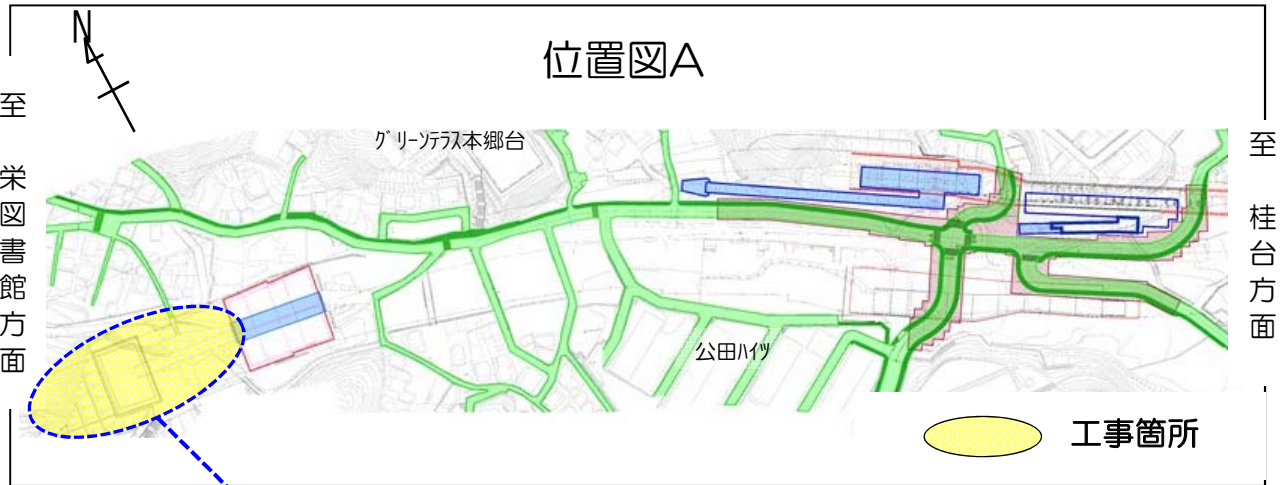 位置図A
N
至 栄図書館方面
グリーンテラス本郷台
至 桂台方面
公田ハイツ
工事箇所